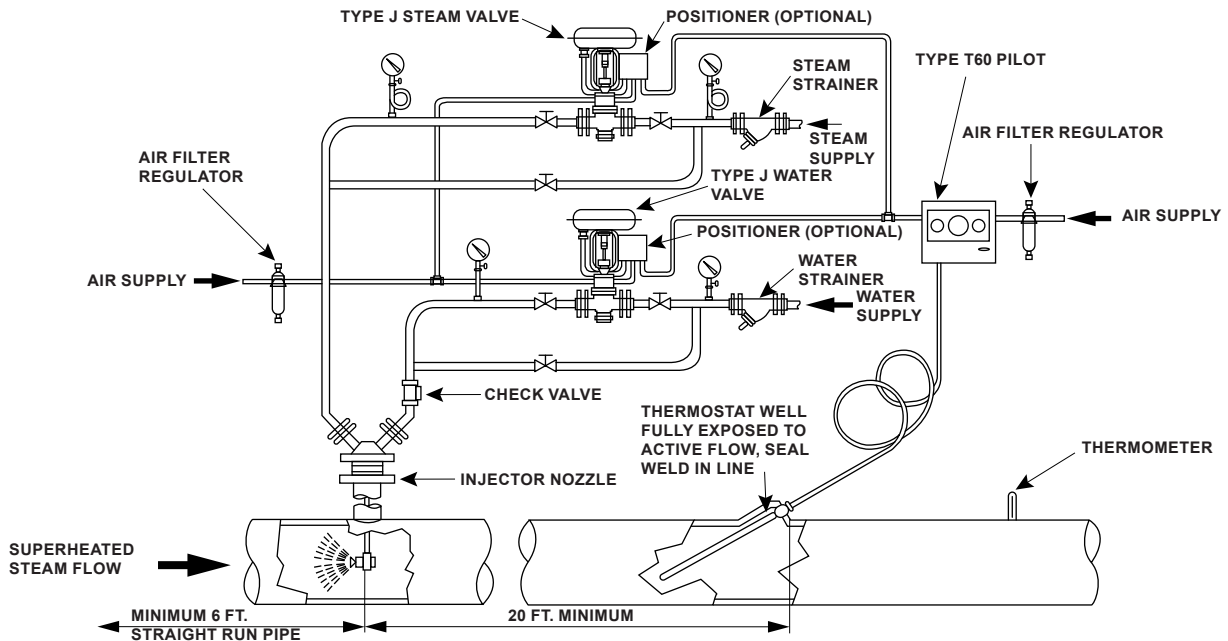 TYPE J STEAM VALVE
POSITIONER (OPTIONAL)
TYPE T60 PILOT
STEAM
STRAINER
AIR FILTER REGULATOR
STEAM
SUPPLY
AIR FILTER
REGULATOR
TYPE J WATER
VALVE
AIR SUPPLY
POSITIONER (OPTIONAL)
WATER
STRAINER
AIR SUPPLY
WATER
SUPPLY
CHECK VALVE
THERMOSTAT WELL
FULLY EXPOSED TO
ACTIVE FLOW, SEAL
WELD IN LINE
THERMOMETER
INJECTOR NOZZLE
SUPERHEATED
STEAM FLOW
MINIMUM 6 FT.
STRAIGHT RUN PIPE
20 FT. MINIMUM